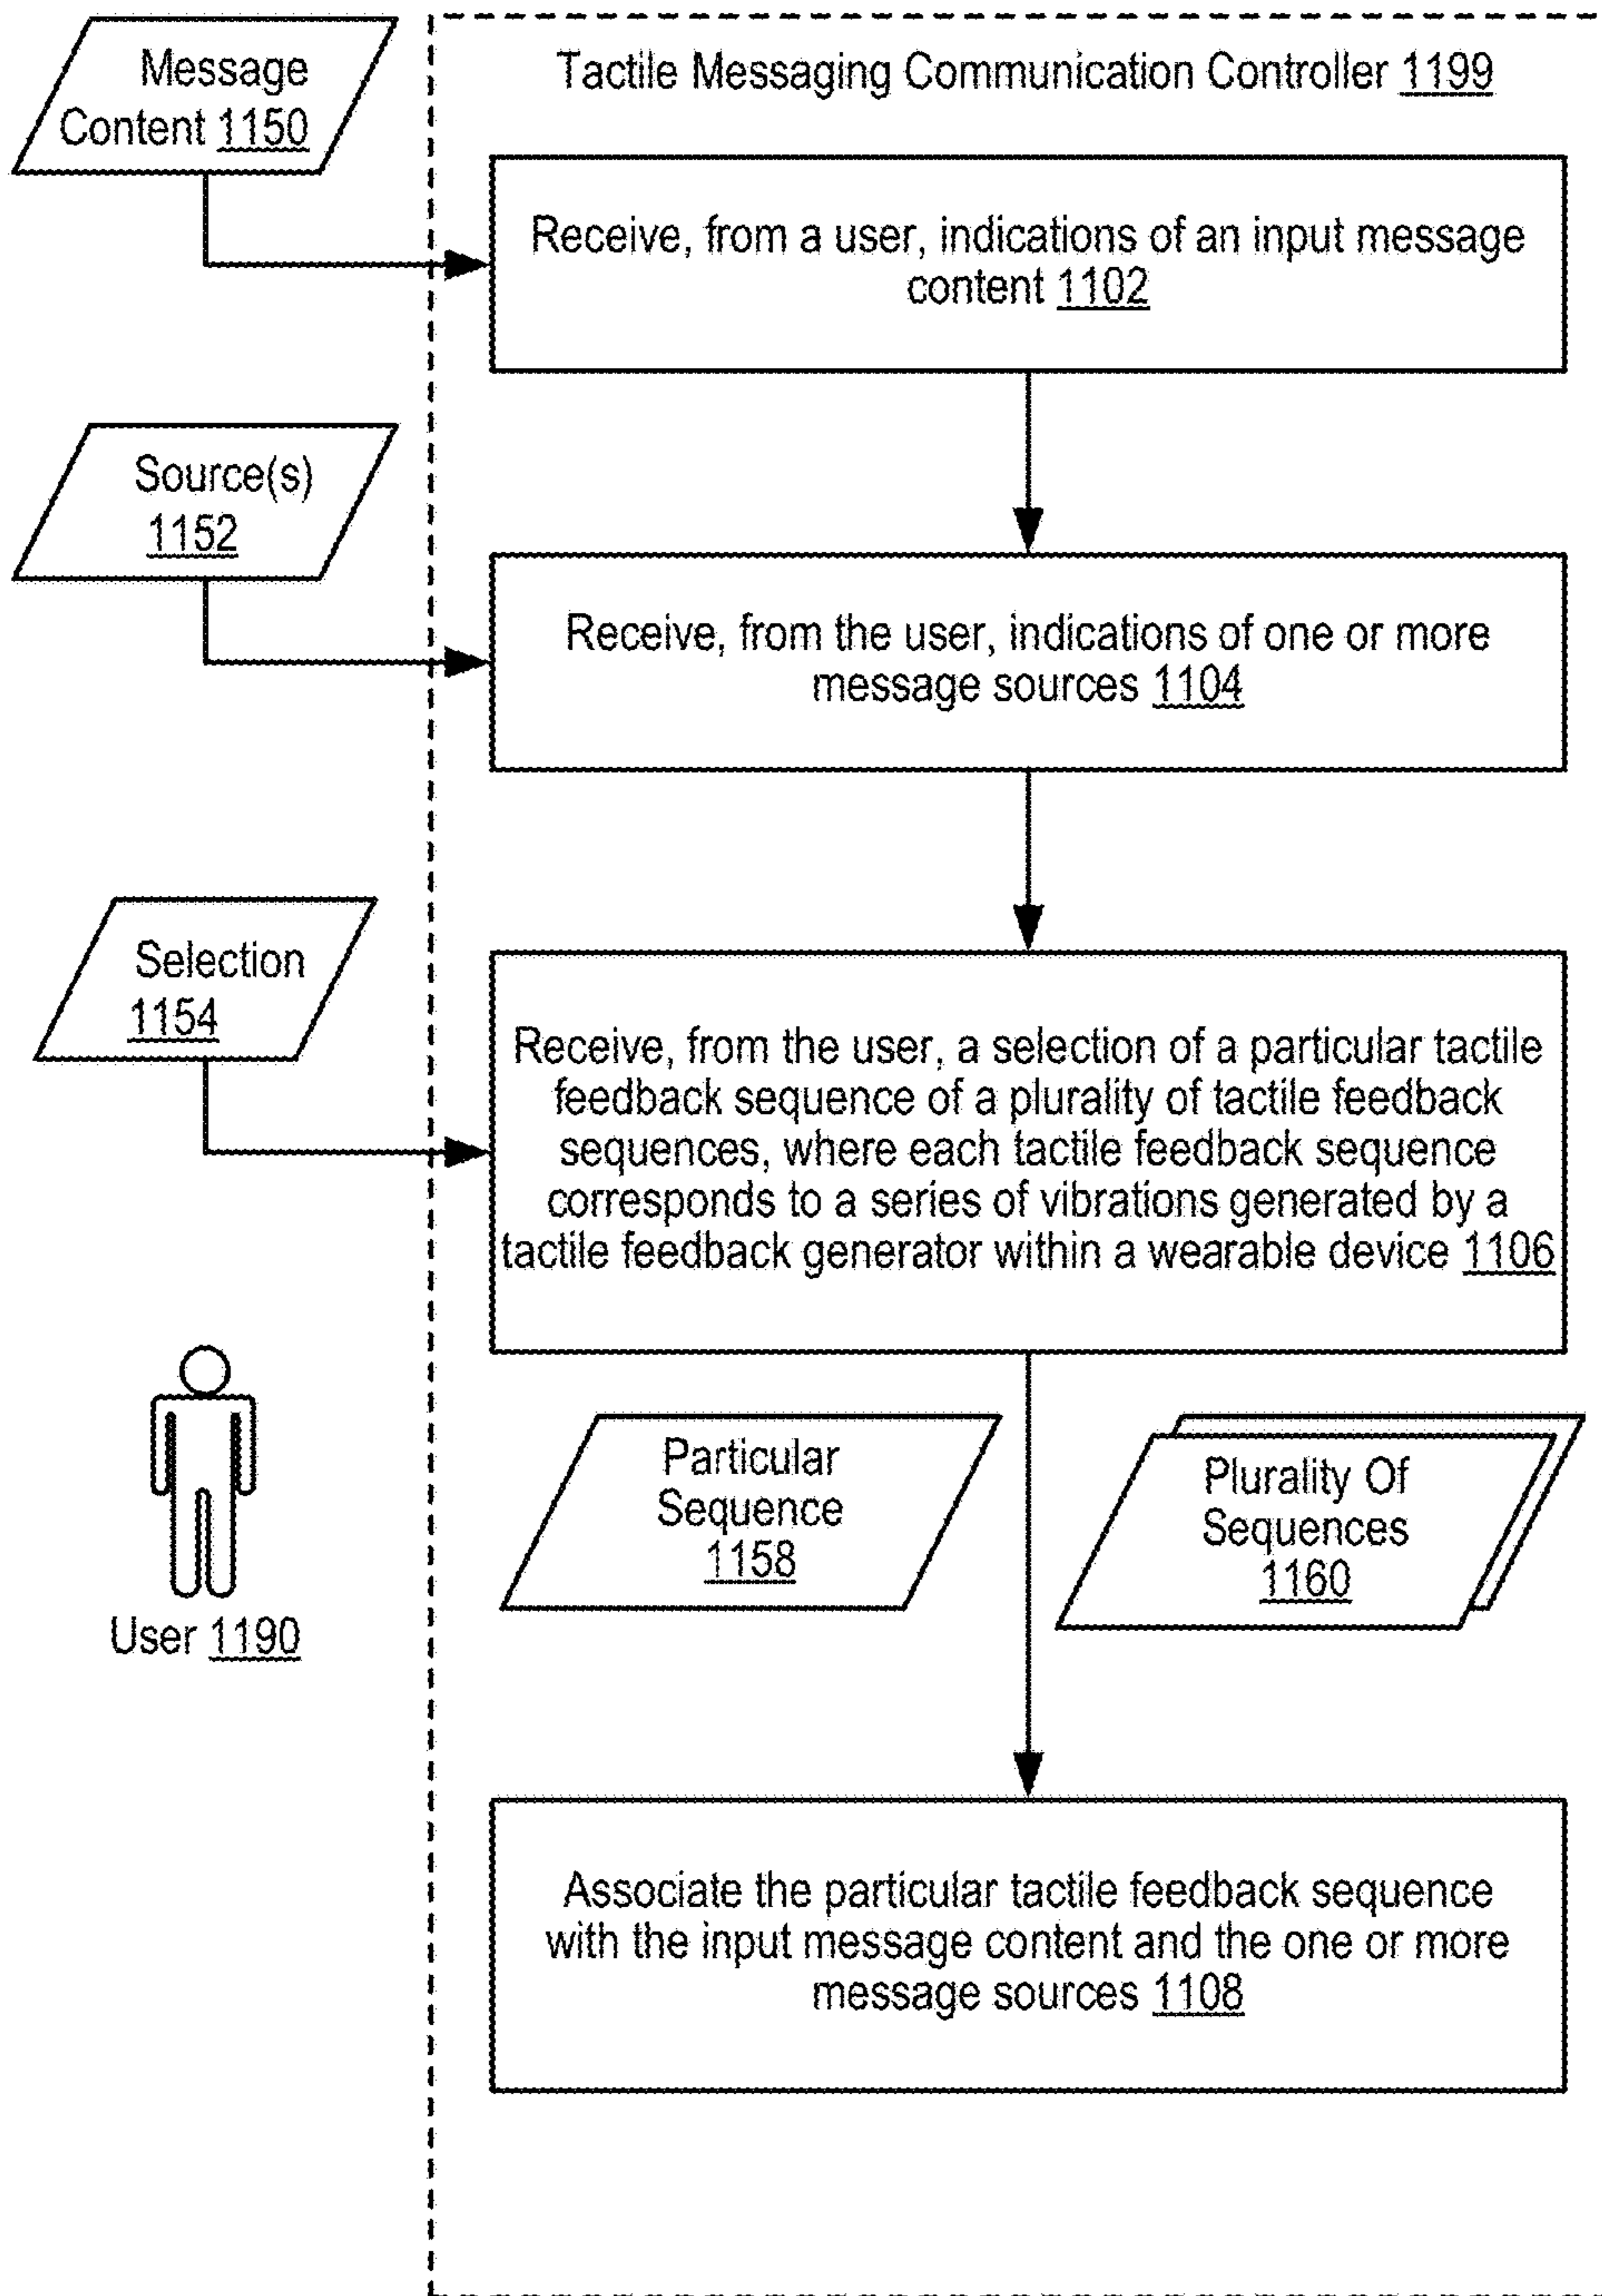 Message
Content 1150
Tactile Messaging Communication Controller 1199
Receive, from a user, indications of an input message
content 1102
Source(s)
1152
Receive, from the user, indications of one or more
message sources 1104
Selection
1154
Receive, from the user, a selection of a particular tactile
feedback sequence of a plurality of tactile feedback
sequences, where each tactile feedback sequence
corresponds to a series of vibrations generated by a
tactile feedback generator within a wearable device 1106
Particular
Sequence
1158
Plurality Of
Sequences
1160
User 1190
Associate the particular tactile feedback sequence
with the input message content and the one or more
message sources 1108